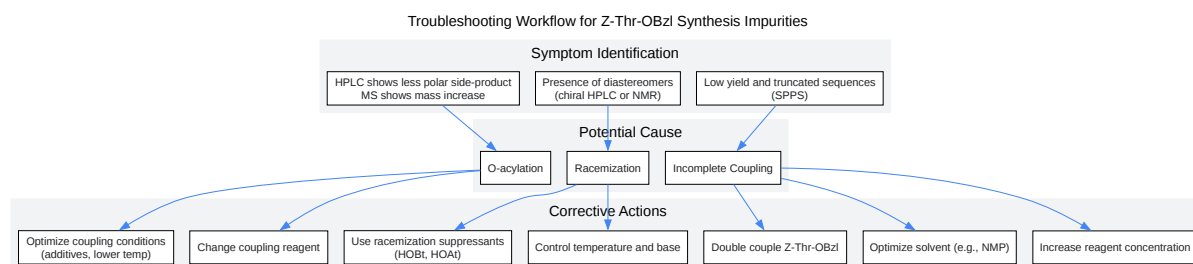 Troubleshooting Workflow for Z-Thr-OBzl Synthesis Impurities
Symptom Identification
HPLC shows less polar side-product
MS shows mass increase
Presence of diastereomers
(chiral HPLC or NMR)
Low yield and truncated sequences
(SPPS)
Potential Cause
O-acylation
Racemization
Incomplete Coupling
Corrective Actions
Optimize coupling conditions
(additives, lower temp)
Change coupling reagent
Use racemization suppressants
(HOBt, HOAt)
Control temperature and base
Double couple Z-Thr-OBzl
Optimize solvent (e.g., NMP)
Increase reagent concentration